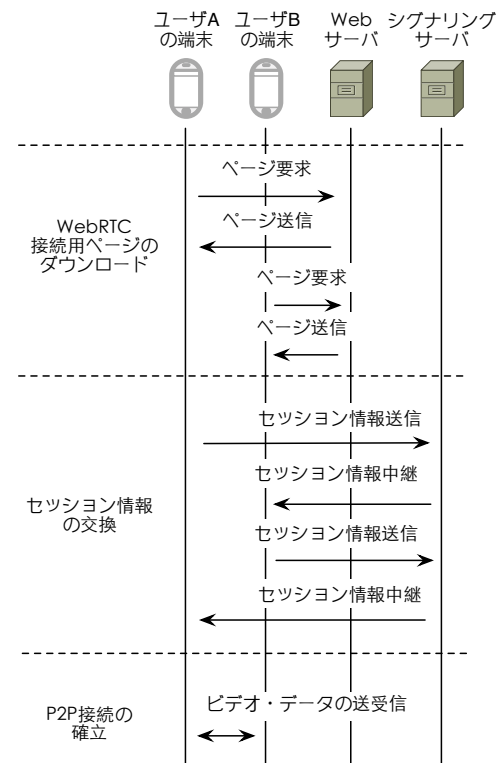 ユーザA
の端末
ユーザB
の端末
Web
サーバ
シグナリング
サーバ
WebRTC
接続用ページの
ダウンロード
ページ要求
ページ送信
ページ要求
ページ送信
セッション情報
の交換
セッション情報送信
セッション情報中継
セッション情報送信
セッション情報中継
P2P接続の
確立
ビデオ・データの送受信